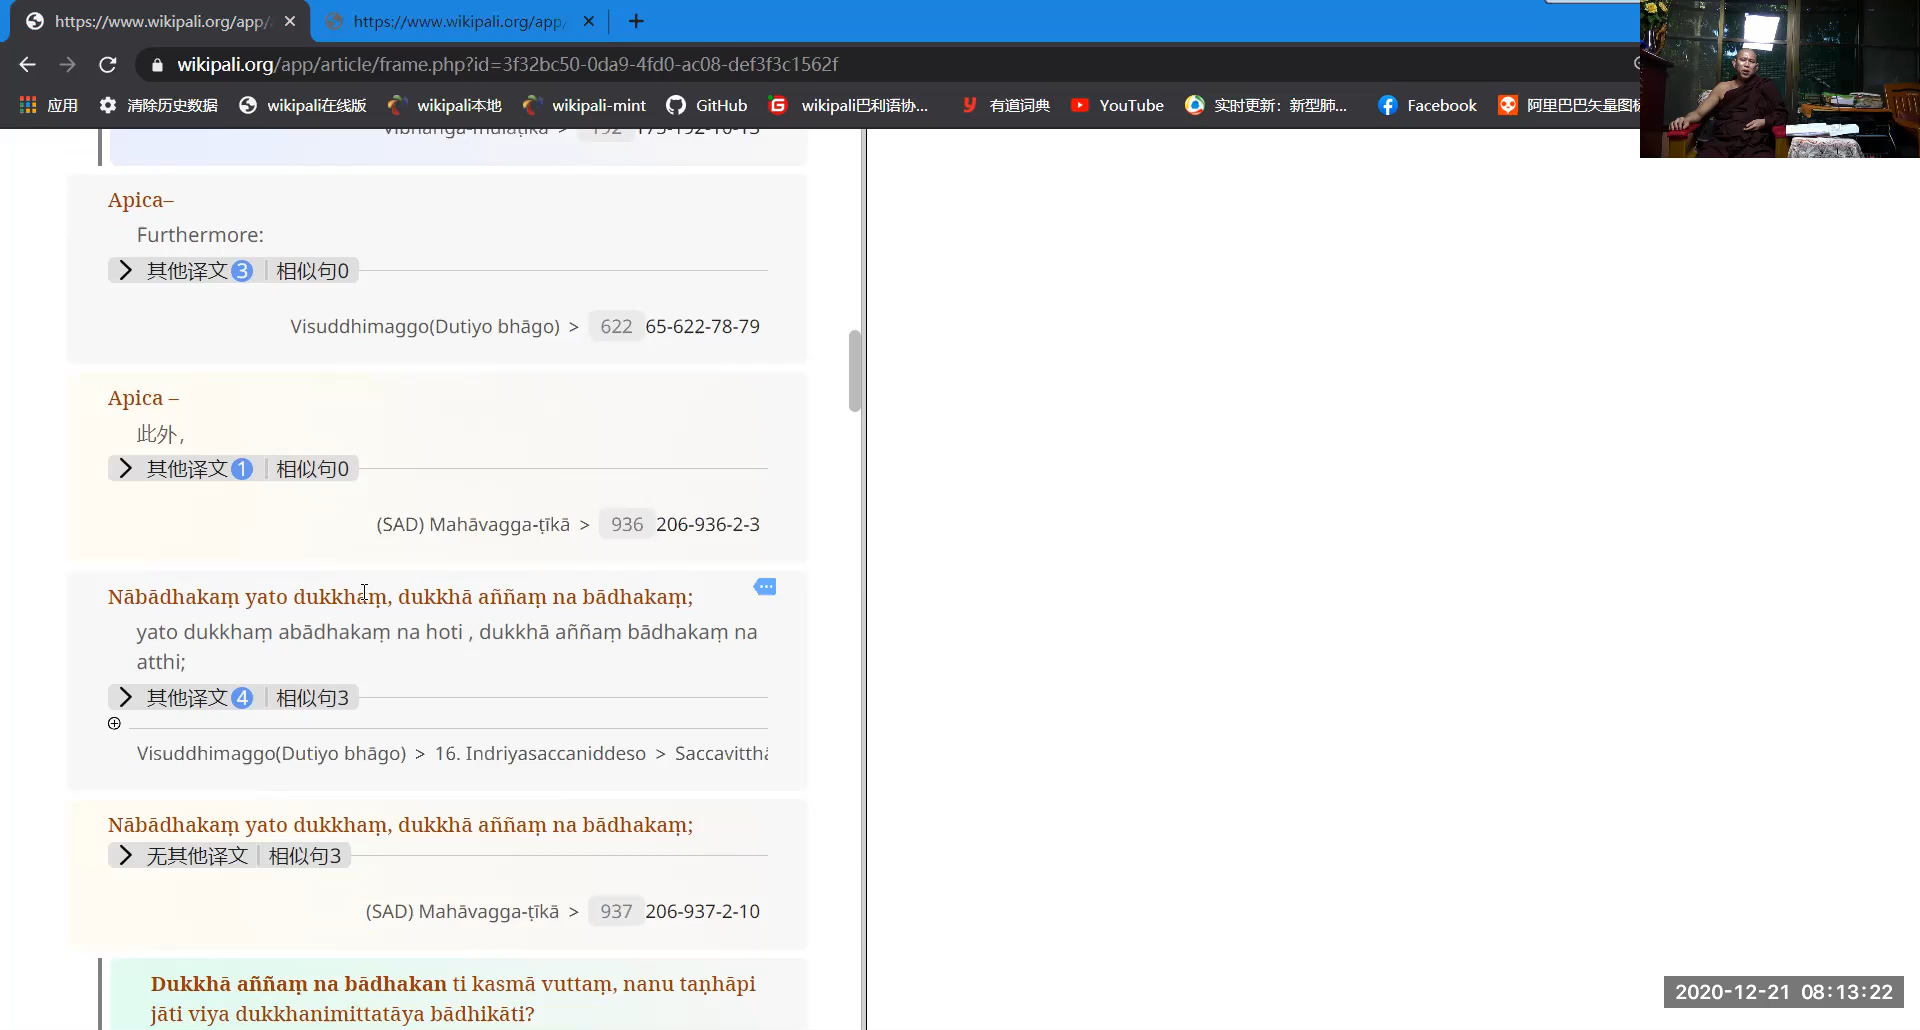 https://www.wikipali.org/app/
https://www.wikipali.org/app/
wikipali.org/app/article/frame.php?id=3f32bc50-0da9-4fd0-ac08-def3f3c1562f
应用 清除历史数据 wikipali在线版 wikipali本地 wikipali-mint GitHub wikipali巴利语协... 有道词典 YouTube 实时更新：新型肺... Facebook 阿里巴巴矢量图标
Vibhaṅga-mūlaṭīkā > 192 173-192-10-13
Apica–
Furthermore:
其他译文 3 相似句0
Visuddhimaggo(Dutiyo bhāgo) > 622 65-622-78-79
Apica –
此外，
其他译文 1 相似句0
(SAD) Mahāvagga-ṭīkā > 936 206-936-2-3
Nābādhakaṃ yato dukkhaṃ, dukkhā aññaṃ na bādhakaṃ;
yato dukkhaṃ abādhakaṃ na hoti , dukkhā aññaṃ bādhakaṃ na
atthi;
其他译文 4 相似句3
Visuddhimaggo(Dutiyo bhāgo) > 16. Indriyasaccaniddeso > Saccavitthā
Nābādhakaṃ yato dukkhaṃ, dukkhā aññaṃ na bādhakaṃ;
无其他译文 相似句3
(SAD) Mahāvagga-ṭīkā > 937 206-937-2-10
Dukkhā aññaṃ na bādhakan ti kasmā vuttaṃ, nanu taṇhāpi
jāti viya dukkhanimittatāya bādhikāti?
2020-12-21 08:13:22